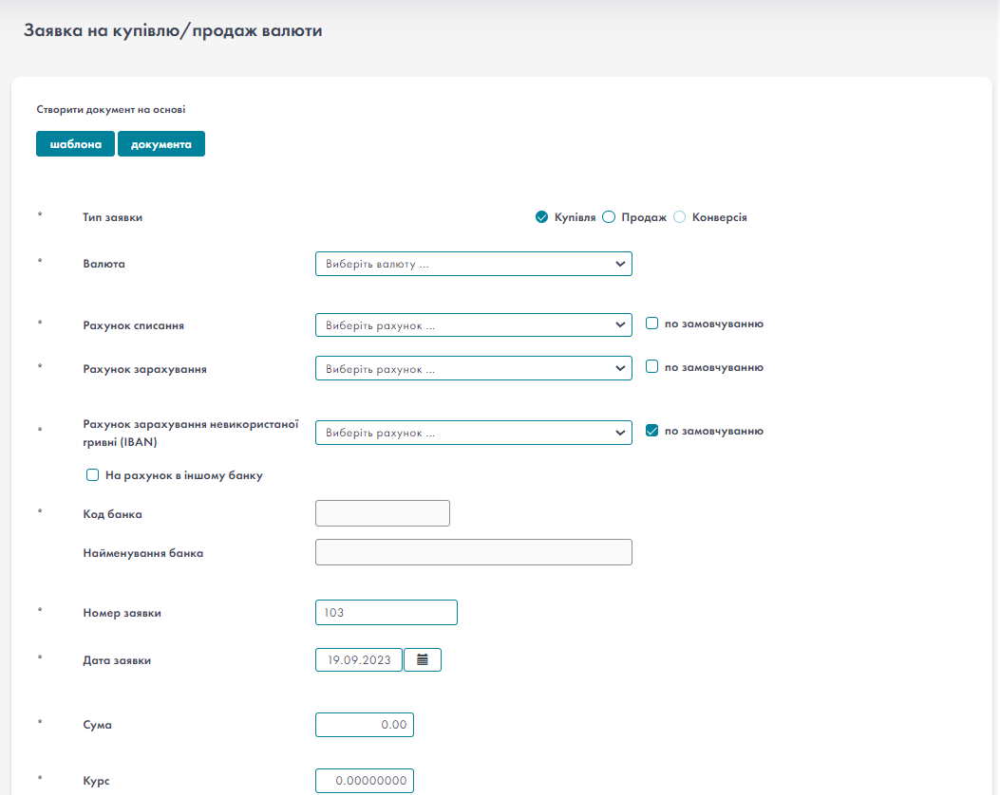 Заявка на купівлю/продаж валюти
Створити документ на основі
шаблона документа
* Тип заявки Купівля Продаж Конверсія
* Валюта Виберіть валюту ...
* Рахунок списання Виберіть рахунок ... по замовчуванню
* Рахунок зарахування Виберіть рахунок ... по замовчуванню
* Рахунок зарахування невикористаної
гривні (IBAN) Виберіть рахунок ... по замовчуванню
На рахунок в іншому банку
* Код банка
Найменування банка
* Номер заявки 103
* Дата заявки 19.09.2023
* Сума 0.00
* Курс 0.00000000